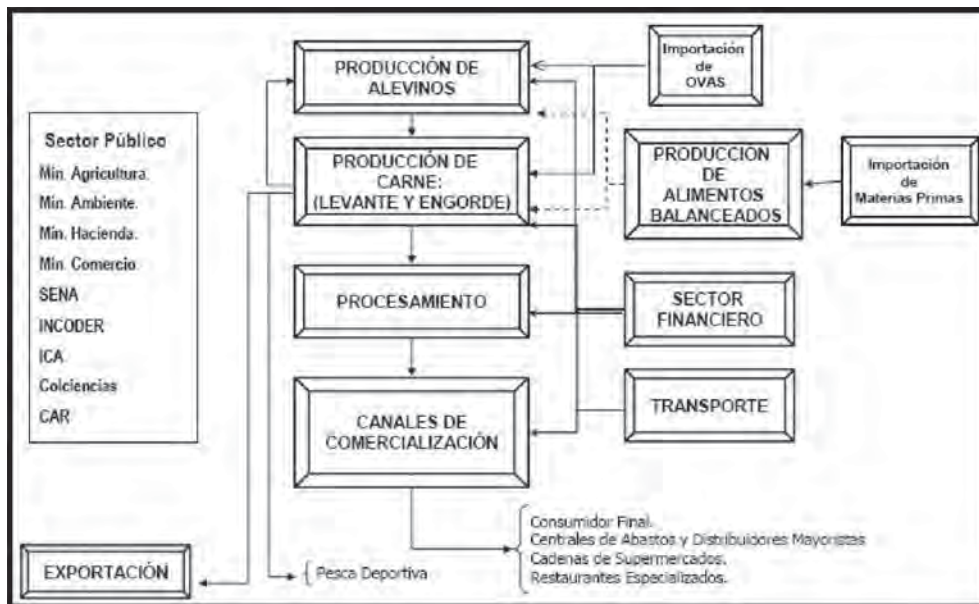 PRODUCCIÓN DE
ALEVINOS
Importación
de
OVAS
Sector Público
Min. Agricultura.
Min. Ambiente.
Min. Hacienda.
Min. Comercio
SENA
INCODER
ICA
Colciencias
CAR
PRODUCCIÓN DE
CARNE:
(LEVANTE Y ENGORDE)
PRODUCCION
DE
ALIMENTOS
BALANCEADOS
Importación
de
Materias Primas
PROCESAMIENTO
SECTOR
FINANCIERO
CANALES DE
COMERCIALIZACIÓN
TRANSPORTE
EXPORTACIÓN
Pesca Deportiva
Consumidor Final.
Centrales de Abastos y Distribuidores Mayoristas
Cadenas de Supermercados.
Restaurantes Especializados.